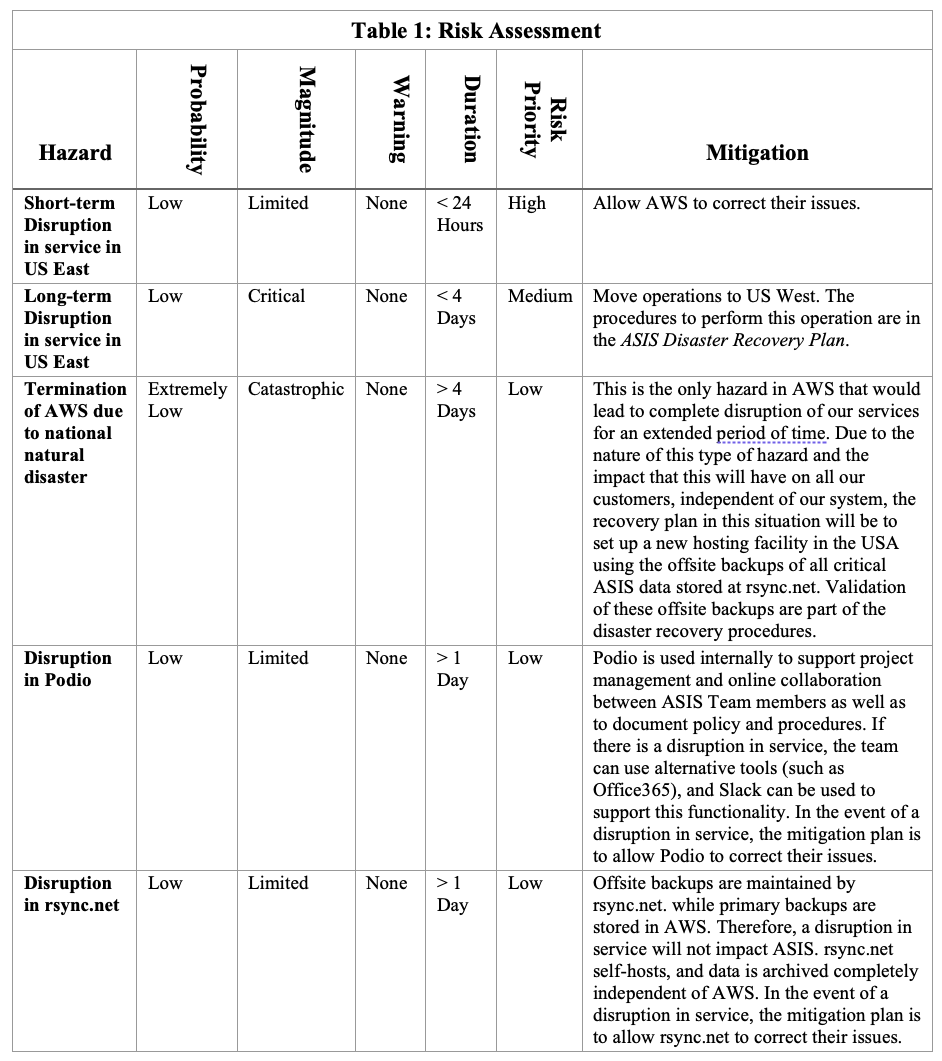 Table 1: Risk Assessment
Hazard
Probability
Magnitude
Warning
Duration
Risk
Priority
Mitigation
Short-term
Disruption
in service in
US East
Low
Limited
None
< 24
Hours
High
Allow AWS to correct their issues.
Long-term
Disruption
in service in
US East
Low
Critical
None
< 4
Days
Medium
Move operations to US West. The
procedures to perform this operation are in
the ASIS Disaster Recovery Plan.
Termination
of AWS due
to national
natural
disaster
Extremely
Low
Catastrophic
None
> 4
Days
Low
This is the only hazard in AWS that would
lead to complete disruption of our services
for an extended period of time. Due to the
nature of this type of hazard and the
impact that this will have on all our
customers, independent of our system, the
recovery plan in this situation will be to
set up a new hosting facility in the USA
using the offsite backups of all critical
ASIS data stored at rsync.net. Validation
of these offsite backups are part of the
disaster recovery procedures.
Disruption
in Podio
Low
Limited
None
> 1
Day
Low
Podio is used internally to support project
management and online collaboration
between ASIS Team members as well as
to document policy and procedures. If
there is a disruption in service, the team
can use alternative tools (such as
Office365), and Slack can be used to
support this functionality. In the event of a
disruption in service, the mitigation plan is
to allow Podio to correct their issues.
Disruption
in rsync.net
Low
Limited
None
> 1
Day
Low
Offsite backups are maintained by
rsync.net. while primary backups are
stored in AWS. Therefore, a disruption in
service will not impact ASIS. rsync.net
self-hosts, and data is archived completely
independent of AWS. In the event of a
disruption in service, the mitigation plan is
to allow rsync.net to correct their issues.